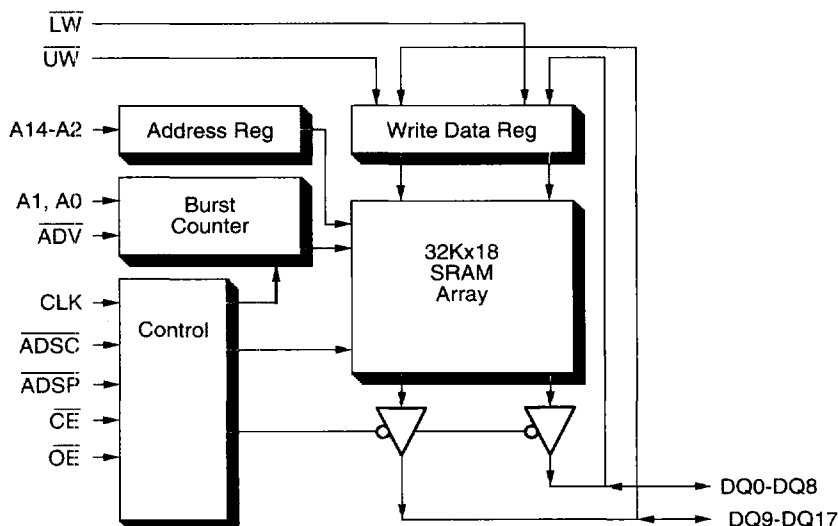 LW
UW
A14-A2
Address Reg
Write Data Reg
A1, A0
ADV
Burst
Counter
32Kx18
SRAM
Array
CLK
ADSC
ADSP
CE
OE
Control
DQ0-DQ8
DQ9-DQ17